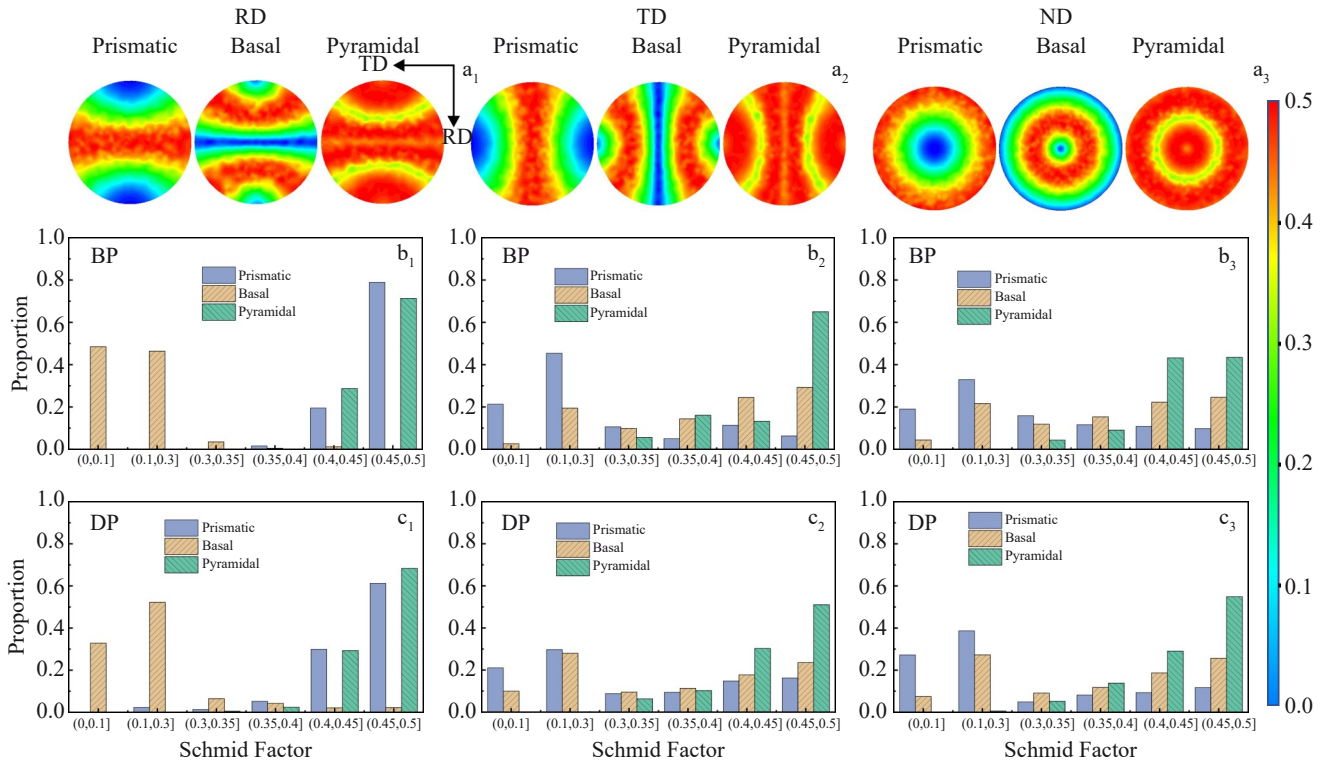 RD TD ND
Prismatic Basal Pyramidal Prismatic Basal Pyramidal Prismatic Basal Pyramidal
TD a1 a2 a3
RD
0.5
0.4
0.3
0.2
0.1
0.0
1.0 BP b1
Prismatic
Basal
Pyramidal
0.8
0.6
0.4
0.2
0.0
Proportion
(0,0.1] (0.1,0.3] (0.3,0.35] (0.35,0.4] (0.4,0.45] (0.45,0.5]
1.0 BP b2
Prismatic
Basal
Pyramidal
0.8
0.6
0.4
0.2
0.0
(0,0.1] (0.1,0.3] (0.3,0.35] (0.35,0.4] (0.4,0.45] (0.45,0.5]
1.0 BP b3
Prismatic
Basal
Pyramidal
0.8
0.6
0.4
0.2
0.0
(0,0.1] (0.1,0.3] (0.3,0.35] (0.35,0.4] (0.4,0.45] (0.45,0.5]
1.0 DP c1
Prismatic
Basal
Pyramidal
0.8
0.6
0.4
0.2
0.0
Proportion
(0,0.1] (0.1,0.3] (0.3,0.35] (0.35,0.4] (0.4,0.45] (0.45,0.5]
Schmid Factor
1.0 DP c2
Prismatic
Basal
Pyramidal
0.8
0.6
0.4
0.2
0.0
(0,0.1] (0.1,0.3] (0.3,0.35] (0.35,0.4] (0.4,0.45] (0.45,0.5]
Schmid Factor
1.0 DP c3
Prismatic
Basal
Pyramidal
0.8
0.6
0.4
0.2
0.0
(0,0.1] (0.1,0.3] (0.3,0.35] (0.35,0.4] (0.4,0.45] (0.45,0.5]
Schmid Factor